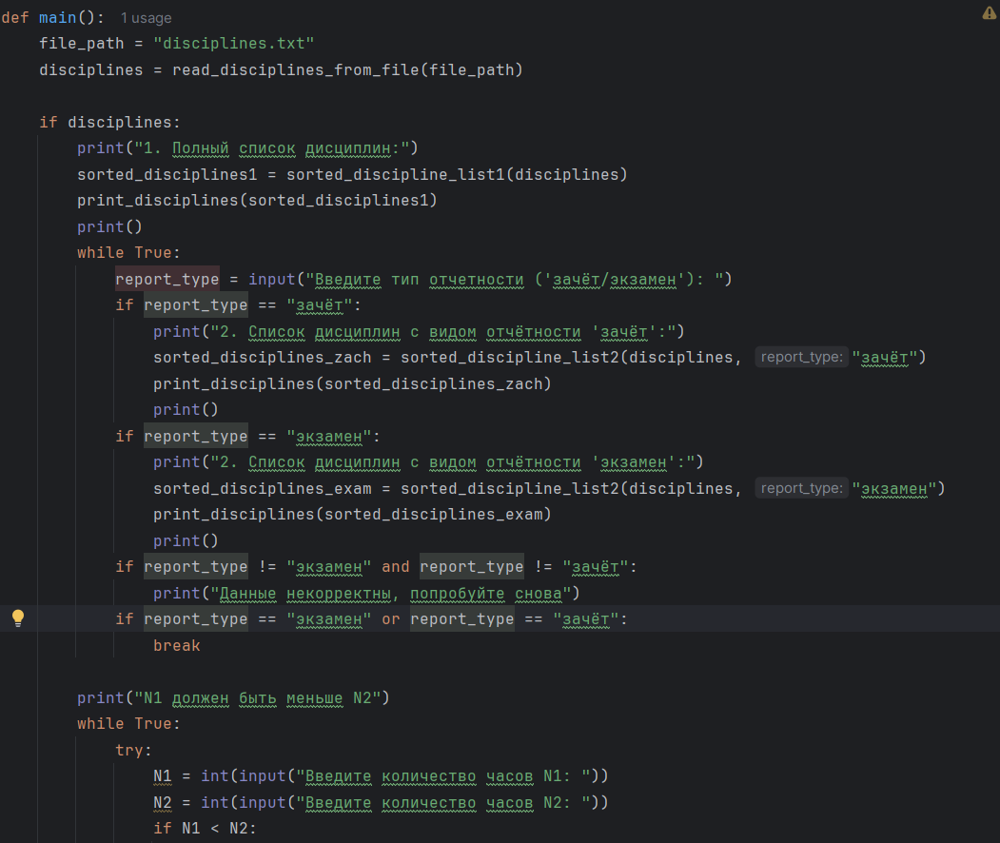 def main():  1 usage
    file_path = "disciplines.txt"
    disciplines = read_disciplines_from_file(file_path)

    if disciplines:
        print("1. Полный список дисциплин:")
        sorted_disciplines1 = sorted_discipline_list1(disciplines)
        print_disciplines(sorted_disciplines1)
        print()
        while True:
            report_type = input("Введите тип отчетности ('зачёт/экзамен'): ")
            if report_type == "зачёт":
                print("2. Список дисциплин с видом отчётности 'зачёт':")
                sorted_disciplines_zach = sorted_discipline_list2(disciplines, report_type: "зачёт")
                print_disciplines(sorted_disciplines_zach)
                print()
            if report_type == "экзамен":
                print("2. Список дисциплин с видом отчётности 'экзамен':")
                sorted_disciplines_exam = sorted_discipline_list2(disciplines, report_type: "экзамен")
                print_disciplines(sorted_disciplines_exam)
                print()
            if report_type != "экзамен" and report_type != "зачёт":
                print("Данные некорректны, попробуйте снова")
            if report_type == "экзамен" or report_type == "зачёт":
                break

        print("N1 должен быть меньше N2")
        while True:
            try:
                N1 = int(input("Введите количество часов N1: "))
                N2 = int(input("Введите количество часов N2: "))
                if N1 < N2: